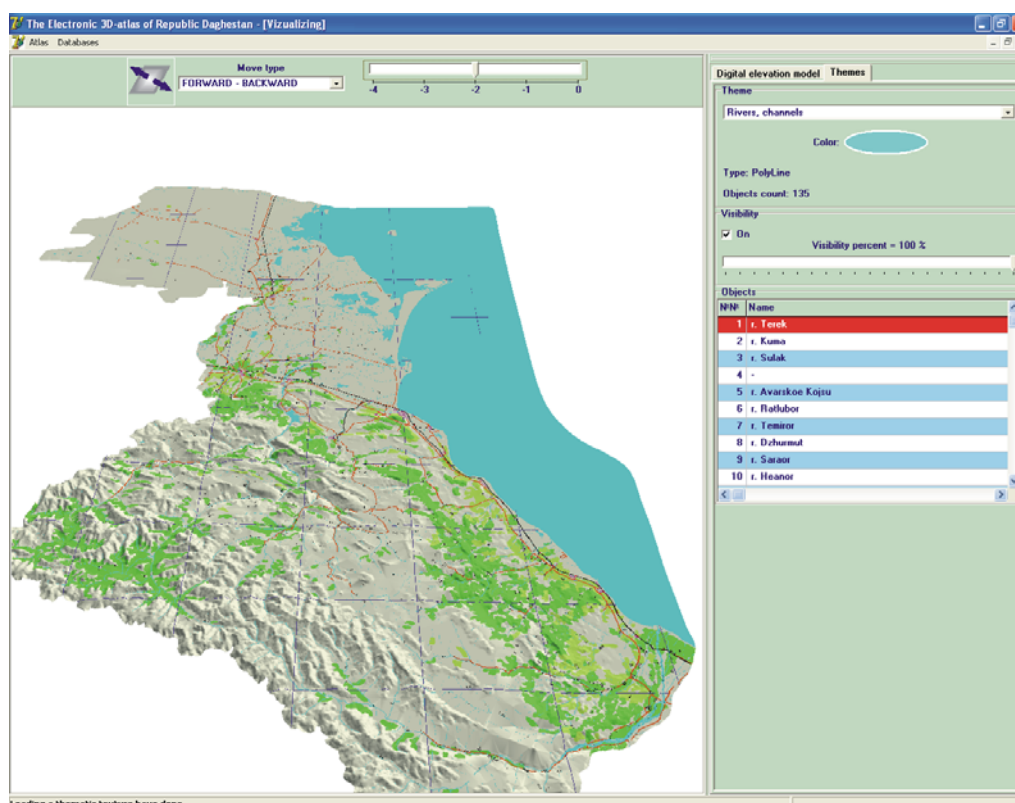 The Electronic 3D-atlas of Republic Daghestan - [Vizualizing]
Atlas Databases
Move type
FORWARD - BACKWARD
-4 -3 -2 -1 0
Digital elevation model Themes
Theme
Rivers, channels
Color:
Type: PolyLine
Objects count: 135
Visibility
On
Visibility percent = 100 %
Objects
№№ Name
1 r. Terek
2 r. Kuma
3 r. Sulak
4 -
5 r. Avarskoe Kojsu
6 r. Ratlubor
7 r. Temiror
8 r. Dzhurmut
9 r. Saraor
10 r. Heanor